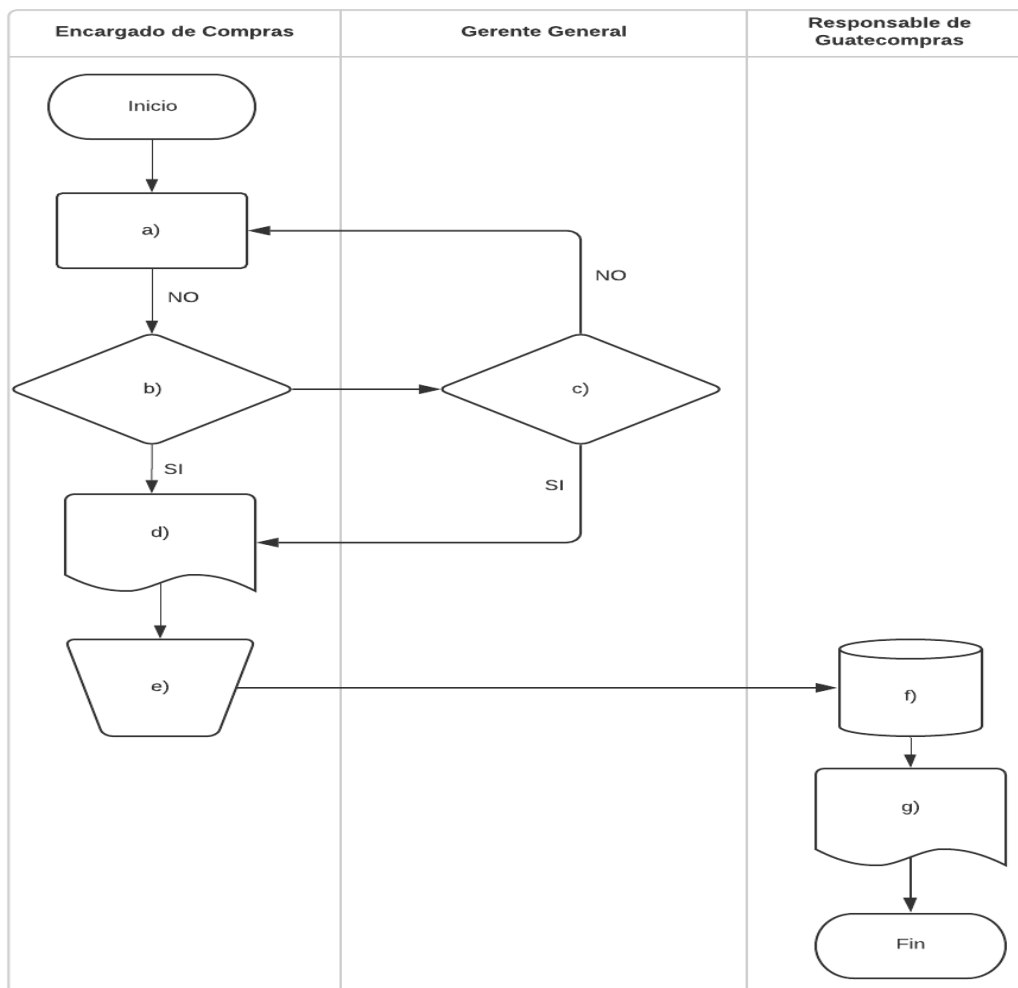 Encargado de Compras
Gerente General
Responsable de
Guatecompras
Inicio
a)
NO
NO
b)
c)
SI
SI
d)
e)
f)
g)
Fin